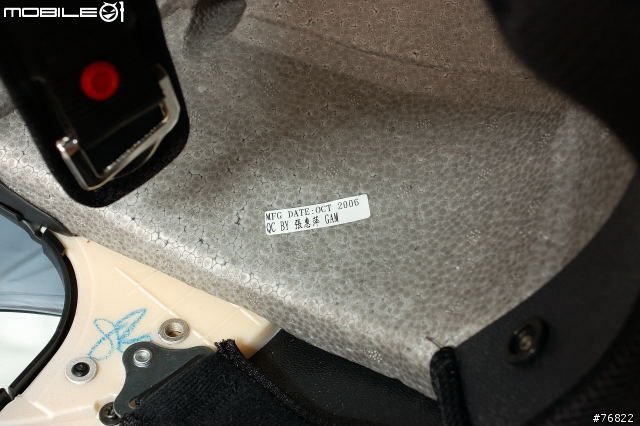 MOBILE01
MFG DATE:OCT 2006
QC BY 張惠萍 GAM
#76822